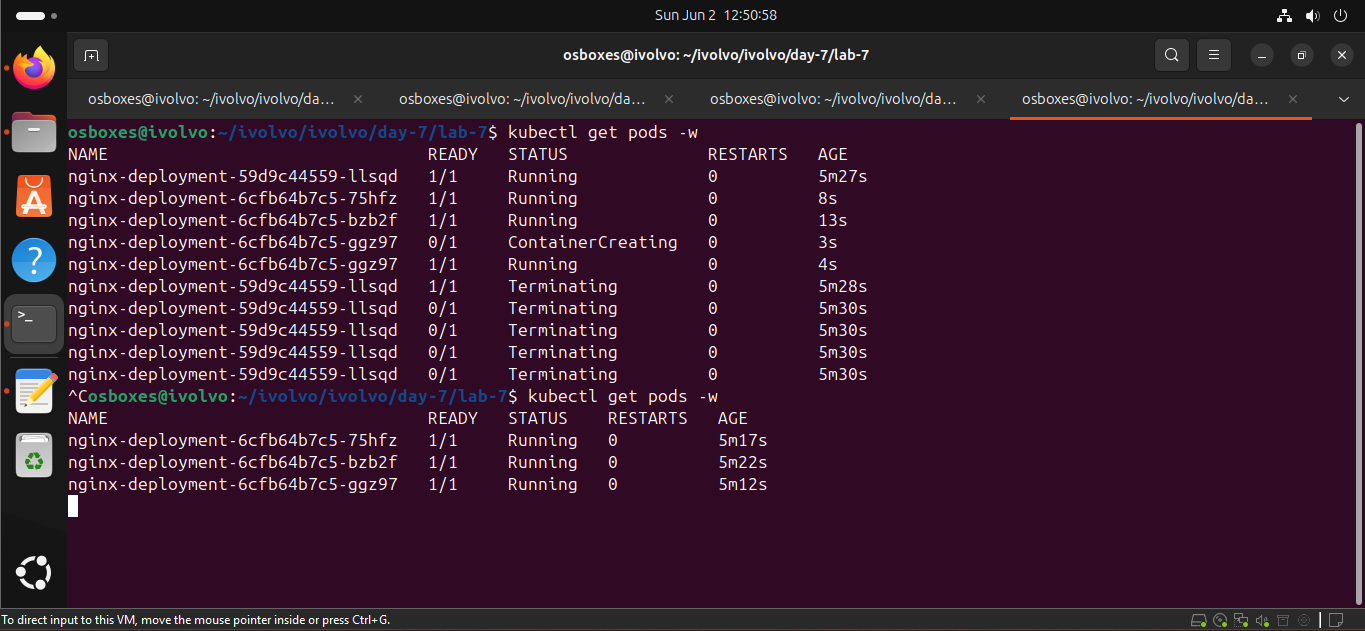 Sun Jun 2 12:50:58
osboxes@ivolvo: ~/ivolvo/ivolvo/day-7/lab-7
osboxes@ivolvo: ~/ivolvo/ivolvo/da... × osboxes@ivolvo: ~/ivolvo/ivolvo/da... × osboxes@ivolvo: ~/ivolvo/ivolvo/da... × osboxes@ivolvo: ~/ivolvo/ivolvo/da... ×
osboxes@ivolvo:~/ivolvo/ivolvo/day-7/lab-7$ kubectl get pods -w
NAME READY STATUS RESTARTS AGE
nginx-deployment-59d9c44559-llsqd 1/1 Running 0 5m27s
nginx-deployment-6cfb64b7c5-75hfz 1/1 Running 0 8s
nginx-deployment-6cfb64b7c5-bzb2f 1/1 Running 0 13s
nginx-deployment-6cfb64b7c5-ggz97 0/1 ContainerCreating 0 3s
nginx-deployment-6cfb64b7c5-ggz97 1/1 Running 0 4s
nginx-deployment-59d9c44559-llsqd 1/1 Terminating 0 5m28s
nginx-deployment-59d9c44559-llsqd 0/1 Terminating 0 5m30s
nginx-deployment-59d9c44559-llsqd 0/1 Terminating 0 5m30s
nginx-deployment-59d9c44559-llsqd 0/1 Terminating 0 5m30s
nginx-deployment-59d9c44559-llsqd 0/1 Terminating 0 5m30s
^Cosboxes@ivolvo:~/ivolvo/ivolvo/day-7/lab-7$ kubectl get pods -w
NAME READY STATUS RESTARTS AGE
nginx-deployment-6cfb64b7c5-75hfz 1/1 Running 0 5m17s
nginx-deployment-6cfb64b7c5-bzb2f 1/1 Running 0 5m22s
nginx-deployment-6cfb64b7c5-ggz97 1/1 Running 0 5m12s
To direct input to this VM, move the mouse pointer inside or press Ctrl+G.